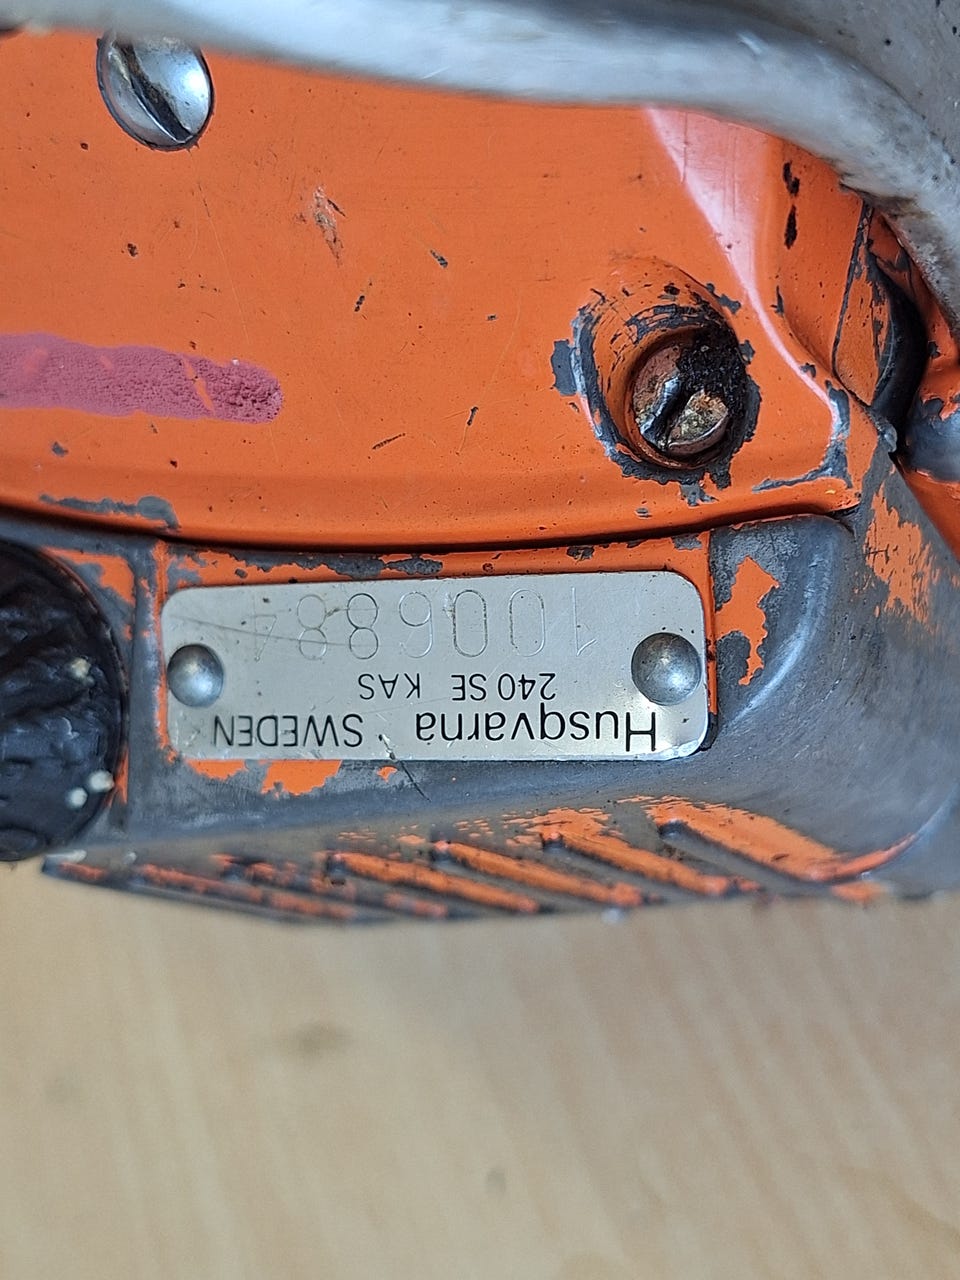 Husqvarna SWEDEN
240 SE KAS
1006884